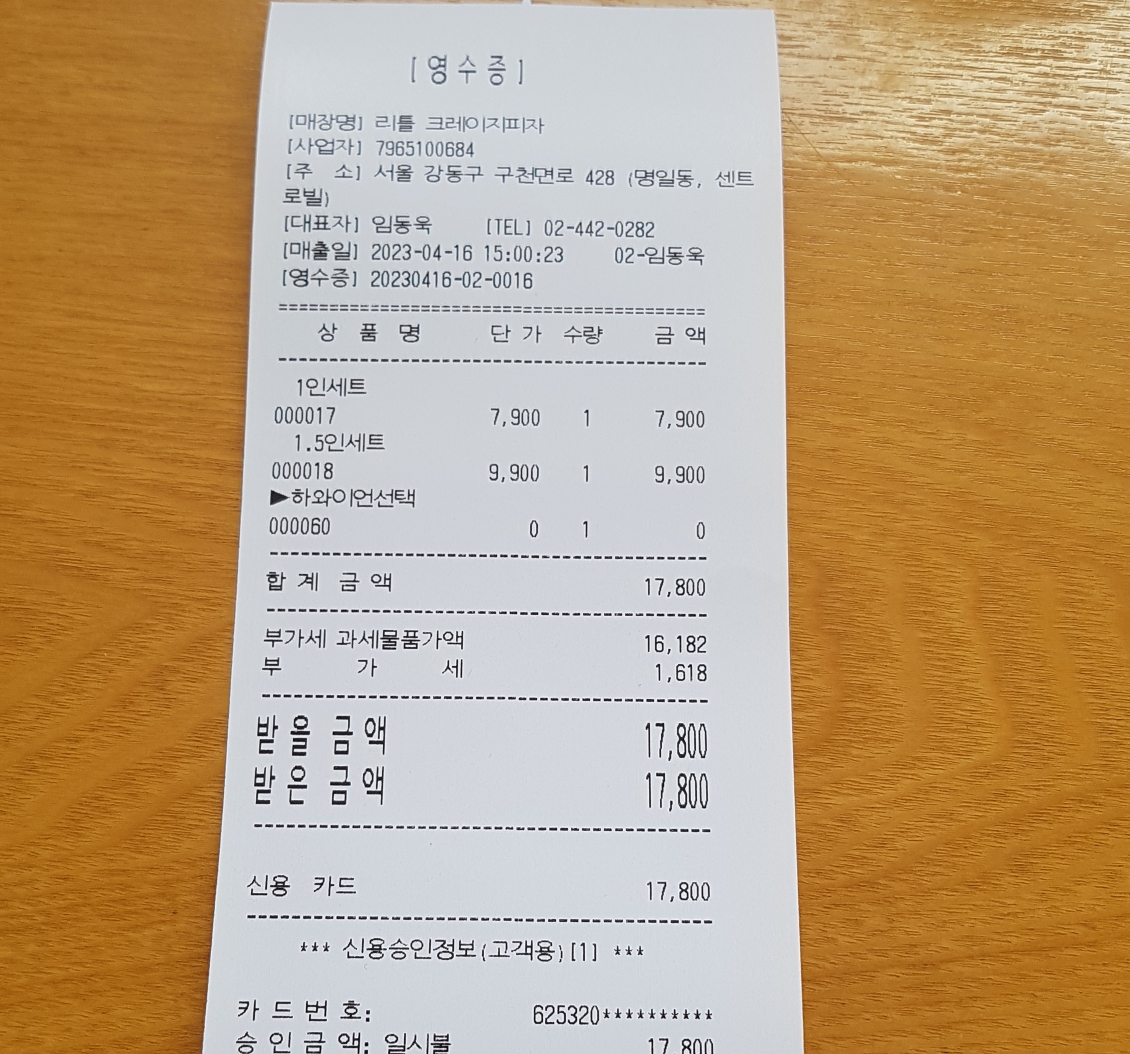 [영수증]
[매장명] 리틀 크레이지피자
[사업자] 7965100684
[주 소] 서울 강동구 구천면로 428 (명일동, 센트
로빌)
[대표자] 임동욱 [TEL] 02-442-0282
[매출일] 2023-04-16 15:00:23 02-임동욱
[영수증] 20230416-02-0016
==========================================
상 품 명 단 가 수량 금 액
------------------------------------------
1인세트
000017 7,900 1 7,900
1.5인세트
000018 9,900 1 9,900
▶하와이언선택
000060 0 1 0
------------------------------------------
합 계 금 액 17,800
------------------------------------------
부가세 과세물품가액 16,182
부 가 세 1,618
------------------------------------------
받 을 금 액 17,800
받 은 금 액 17,800
------------------------------------------
신용 카드 17,800
------------------------------------------
*** 신용승인정보(고객용)[1] ***
카 드 번 호: 625320**********
승 인 금 액: 일시불 17,800